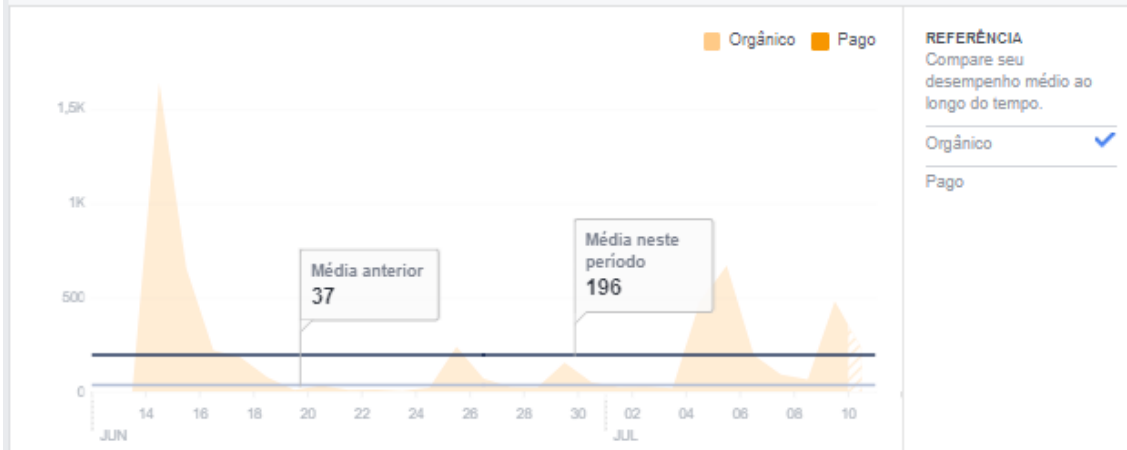 Orgânico Pago
1,5K
1K
500
0
Média anterior
37
Média neste
período
196
14 16 18 20 22 24 26 28 30 02 04 06 08 10
JUN JUL
REFERÊNCIA
Compare seu
desempenho médio ao
longo do tempo.
Orgânico
Pago